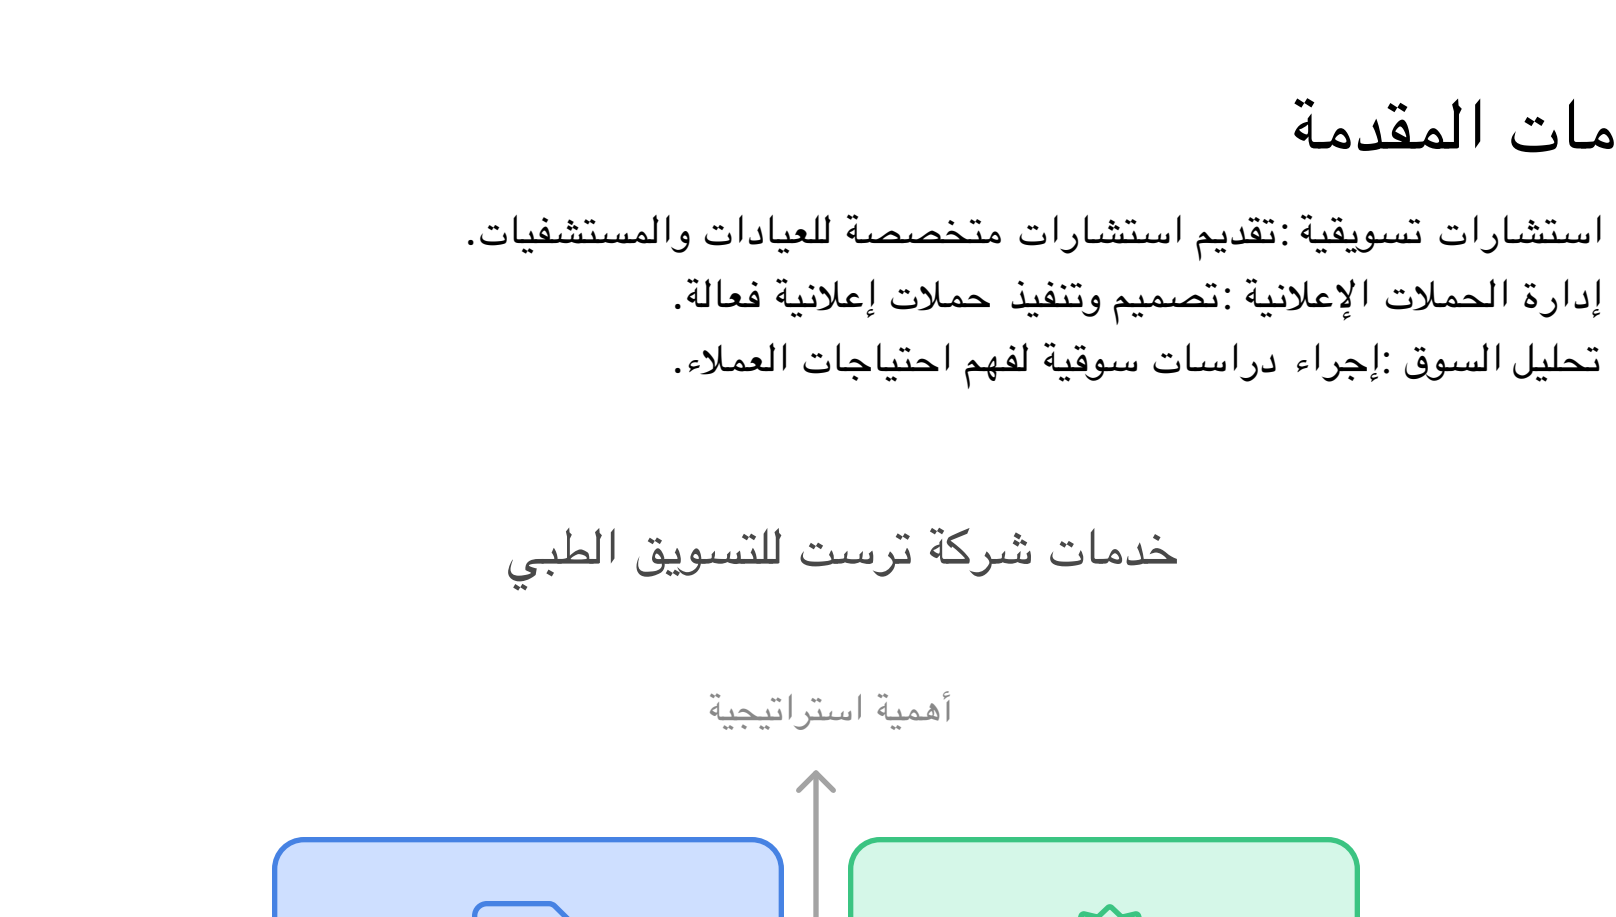 مات المقدمة
استشارات تسويقية :تقديم استشارات متخصصة للعيادات والمستشفيات.
إدارة الحملات الإعلانية :تصميم وتنفيذ حملات إعلانية فعالة.
تحليل السوق :إجراء دراسات سوقية لفهم احتياجات العملاء.
خدمات شركة ترست للتسويق الطبي
أهمية استراتيجية